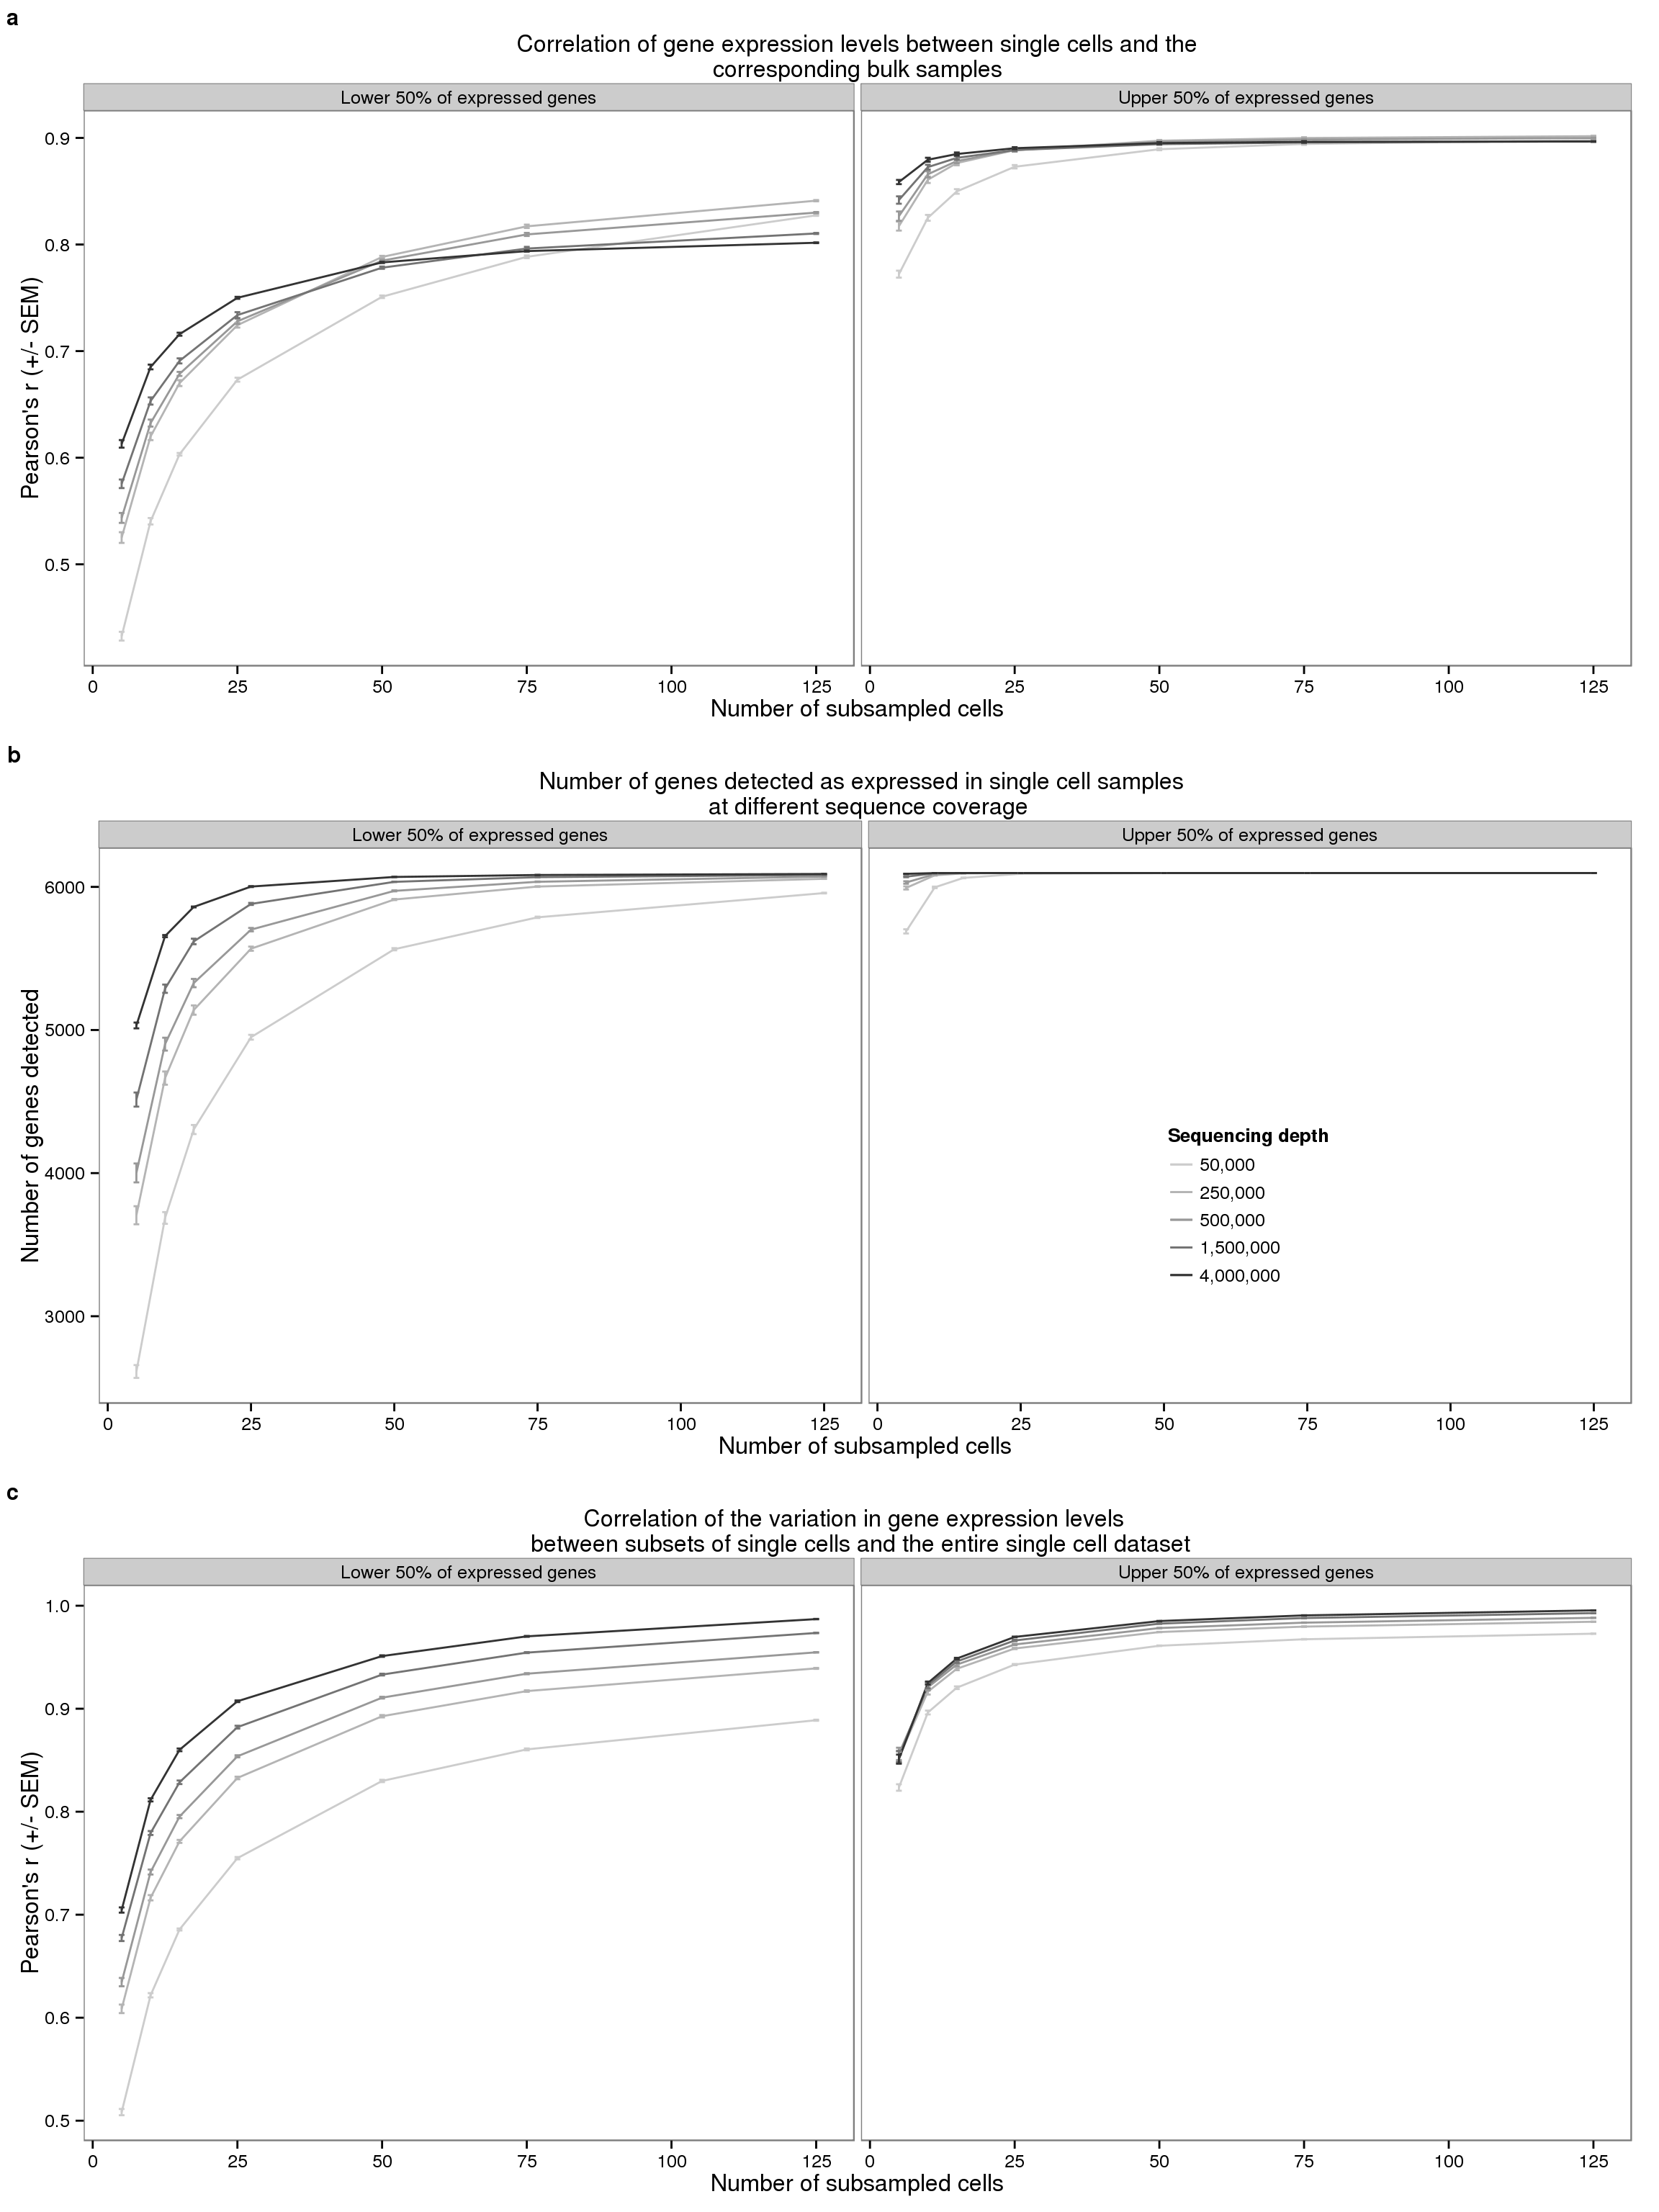 a
Correlation of gene expression levels between single cells and the
corresponding bulk samples
Lower 50% of expressed genes
Upper 50% of expressed genes
Pearson's r (+/- SEM)
0.9
0.8
0.7
0.6
0.5
0 25 50 75 100 125
0 25 50 75 100 125
Number of subsampled cells
b
Number of genes detected as expressed in single cell samples
at different sequence coverage
Lower 50% of expressed genes
Upper 50% of expressed genes
Number of genes detected
6000
5000
4000
3000
Sequencing depth
50,000
250,000
500,000
1,500,000
4,000,000
0 25 50 75 100 125
0 25 50 75 100 125
Number of subsampled cells
c
Correlation of the variation in gene expression levels
between subsets of single cells and the entire single cell dataset
Lower 50% of expressed genes
Upper 50% of expressed genes
Pearson's r (+/- SEM)
1.0
0.9
0.8
0.7
0.6
0.5
0 25 50 75 100 125
0 25 50 75 100 125
Number of subsampled cells